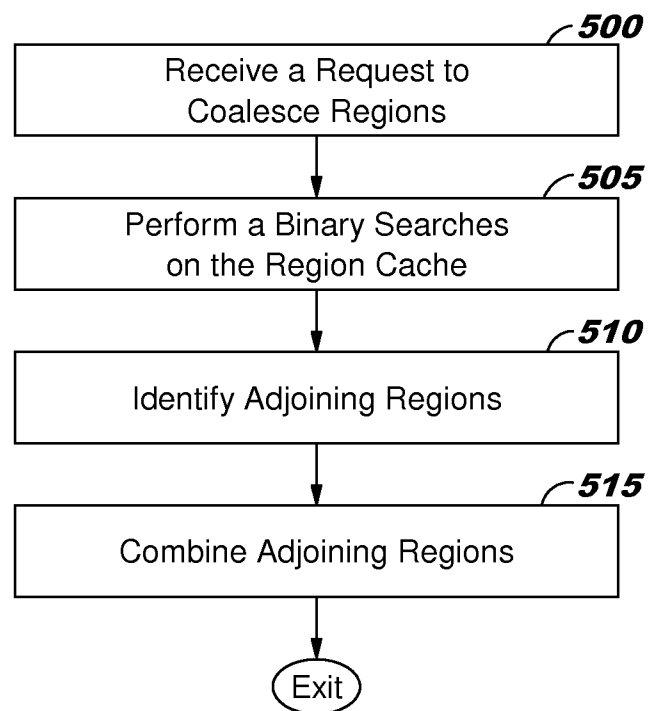 500
Receive a Request to
Coalesce Regions
505
Perform a Binary Searches
on the Region Cache
510
Identify Adjoining Regions
515
Combine Adjoining Regions
Exit